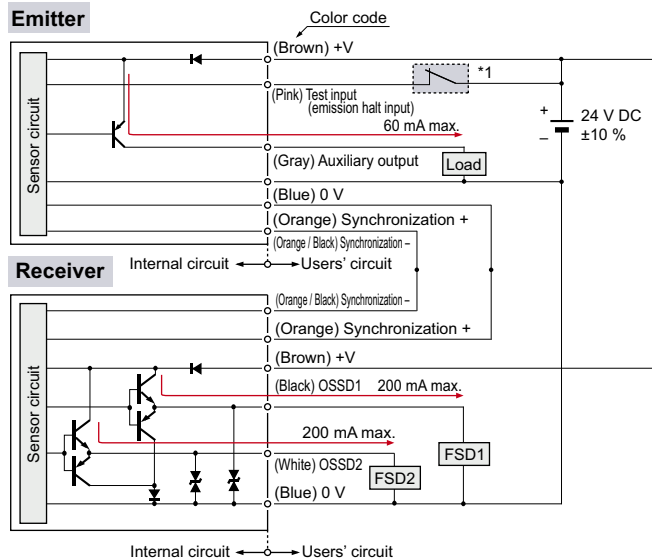 Emitter
Color code
(Brown) +V
*1
(Pink) Test input
(emission halt input)
60 mA max.
+
–
24 V DC
±10 %
Sensor circuit
(Gray) Auxiliary output
Load
(Blue) 0 V
(Orange) Synchronization +
(Orange / Black) Synchronization –
Internal circuit
Users' circuit
Receiver
(Orange / Black) Synchronization –
(Orange) Synchronization +
(Brown) +V
(Black) OSSD1
200 mA max.
Sensor circuit
200 mA max.
FSD1
(White) OSSD2
FSD2
(Blue) 0 V
Internal circuit
Users' circuit